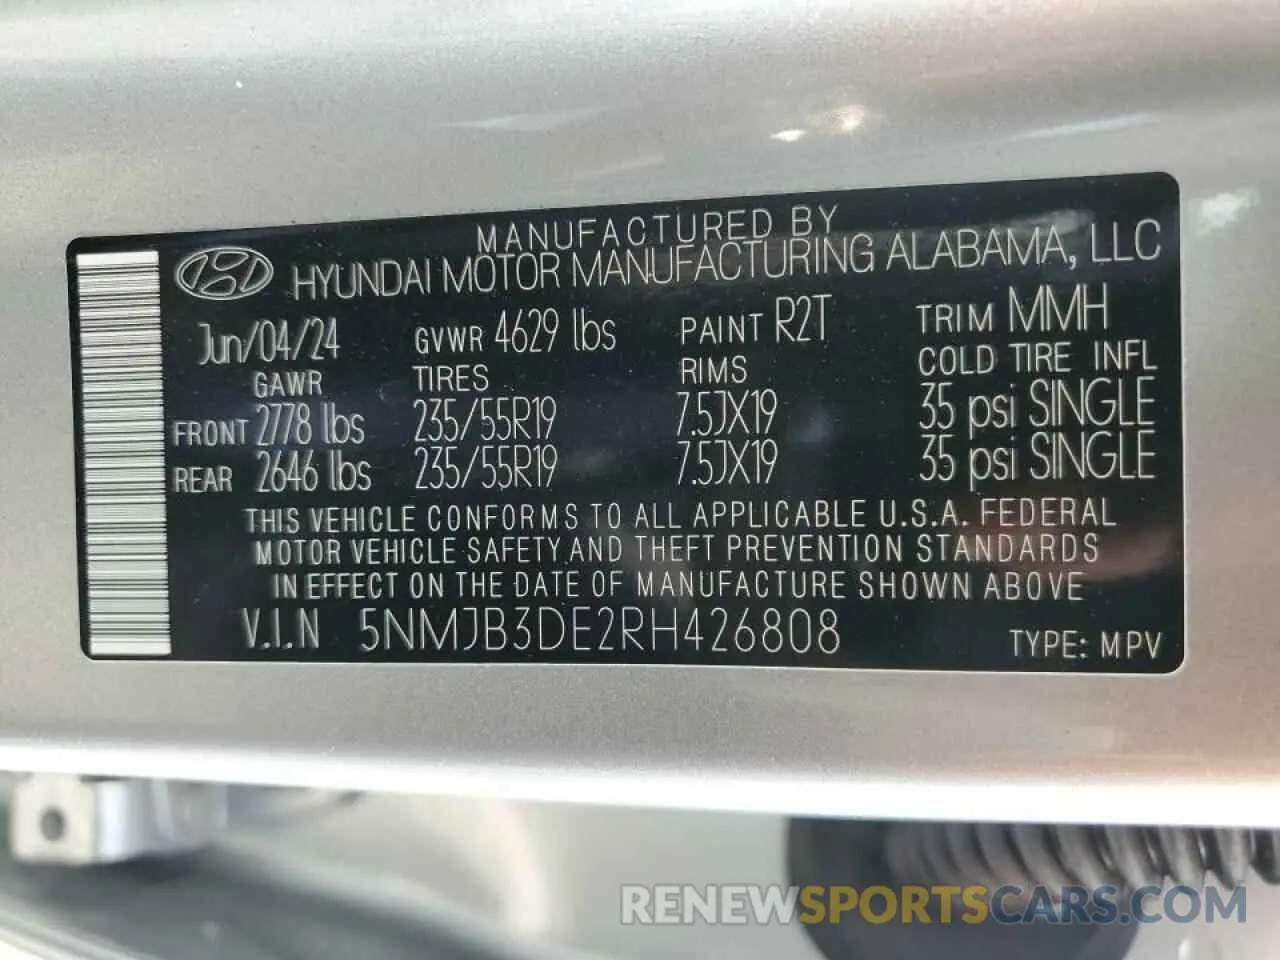 MANUFACTURED BY
HYUNDAI MOTOR MANUFACTURING ALABAMA, LLC
Jun/04/24 GVWR 4629 lbs PAINT R2T TRIM MMH
GAWR TIRES RIMS COLD TIRE INFL
FRONT 2778 lbs 235/55R19 7.5JX19 35 psi SINGLE
REAR 2646 lbs 235/55R19 7.5JX19 35 psi SINGLE
THIS VEHICLE CONFORMS TO ALL APPLICABLE U.S.A. FEDERAL
MOTOR VEHICLE SAFETY AND THEFT PREVENTION STANDARDS
IN EFFECT ON THE DATE OF MANUFACTURE SHOWN ABOVE
V.I.N 5NMJB3DE2RH426808 TYPE: MPV
RENEWSPORTSCARS.COM